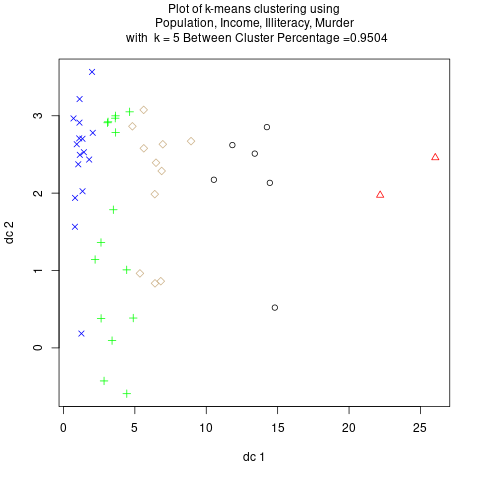 Plot of k-means clustering using
Population, Income, Illiteracy, Murder
with k = 5 Between Cluster Percentage =0.9504
3
2
1
0
dc 2
0 5 10 15 20 25
dc 1